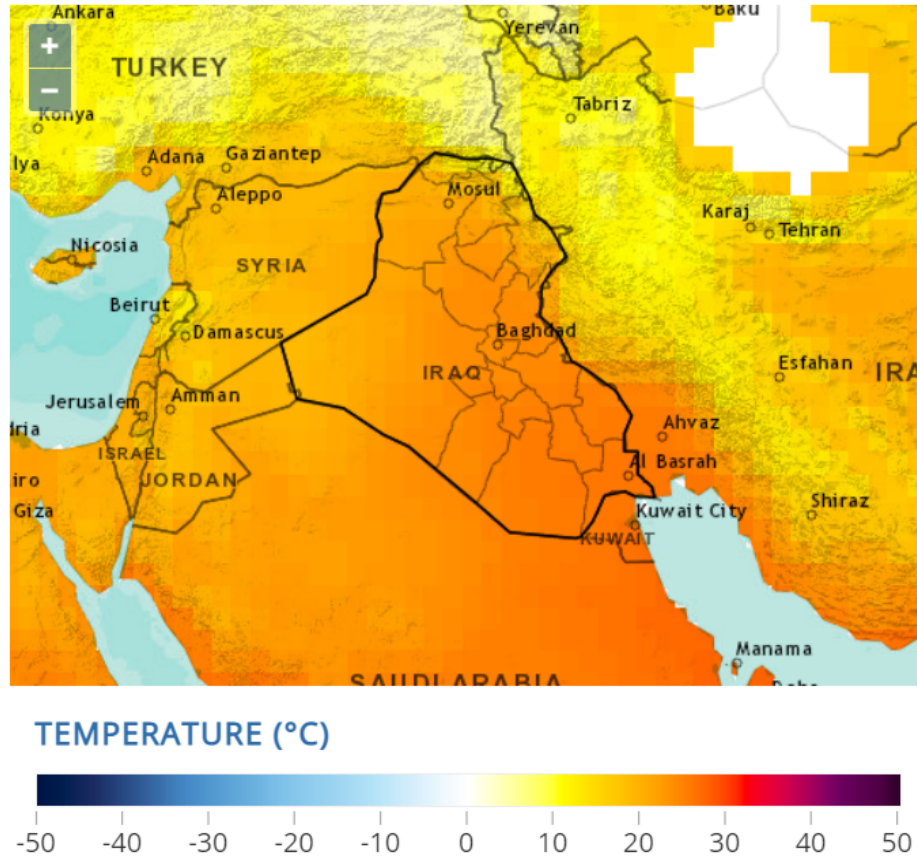 Ankara
Baku
+
Yerevan
TURKEY
−
Tabriz
Konya
Adana
Gaziantep
lya
Mosul
Aleppo
Karaj
Tehran
Nicosia
SYRIA
Beirut
Damascus
Baghdad
Esfahan
IRAQ
IRA
Amman
Jerusalem
dria
Ahvaz
ISRAEL
Al Basrah
iro
JORDAN
Shiraz
Giza
Kuwait City
KUWAIT
Manama
SAUDI ARABIA
Doha
TEMPERATURE (°C)
-50 -40 -30 -20 -10 0 10 20 30 40 50